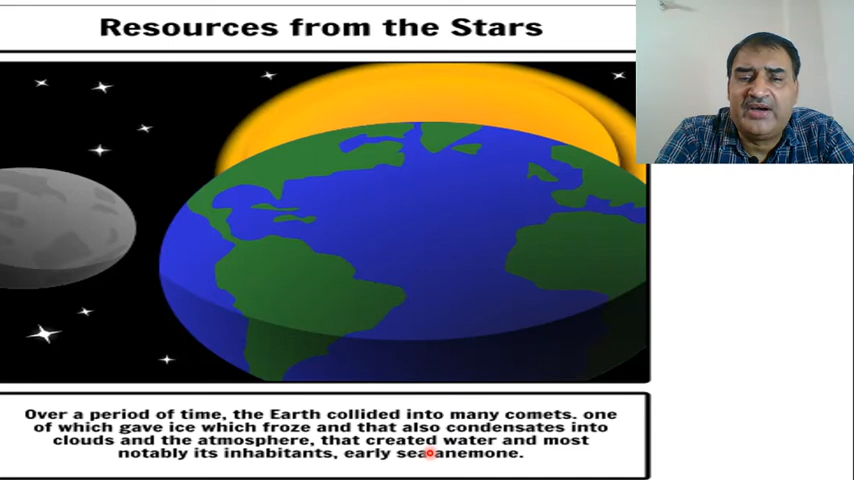 Resources from the Stars
Over a period of time, the Earth collided into many comets. one
of which gave ice which froze and that also condensates into
clouds and the atmosphere, that created water and most
notably its inhabitants, early sea anemone.